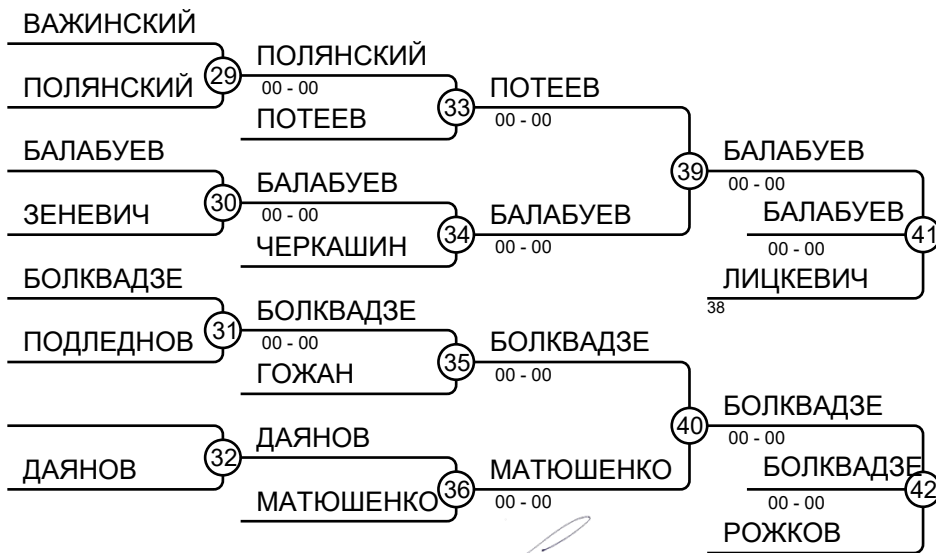 ВАЖИНСКИЙ
ПОЛЯНСКИЙ
29
ПОЛЯНСКИЙ
00 - 00
ПОТЕЕВ
33
ПОТЕЕВ
00 - 00
БАЛАБУЕВ
ЗЕНЕВИЧ
30
БАЛАБУЕВ
00 - 00
ЧЕРКАШИН
34
БАЛАБУЕВ
00 - 00
39
БАЛАБУЕВ
00 - 00
БАЛАБУЕВ
00 - 00
41
ЛИЦКЕВИЧ
38
БОЛКВАДЗЕ
ПОДЛЕДНОВ
31
БОЛКВАДЗЕ
00 - 00
ГОЖАН
35
БОЛКВАДЗЕ
00 - 00
ДАЯНОВ
32
ДАЯНОВ
МАТЮШЕНКО
36
МАТЮШЕНКО
00 - 00
40
БОЛКВАДЗЕ
00 - 00
БОЛКВАДЗЕ
00 - 00
42
РОЖКОВ